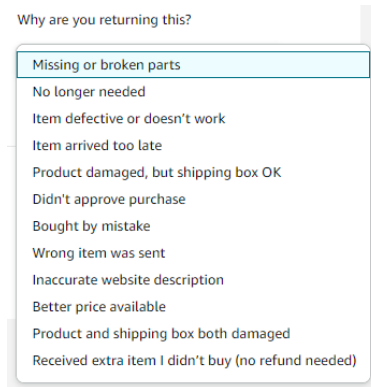 Why are you returning this?
Missing or broken parts
No longer needed
Item defective or doesn't work
Item arrived too late
Product damaged, but shipping box OK
Didn't approve purchase
Bought by mistake
Wrong item was sent
Inaccurate website description
Better price available
Product and shipping box both damaged
Received extra item I didn't buy (no refund needed)